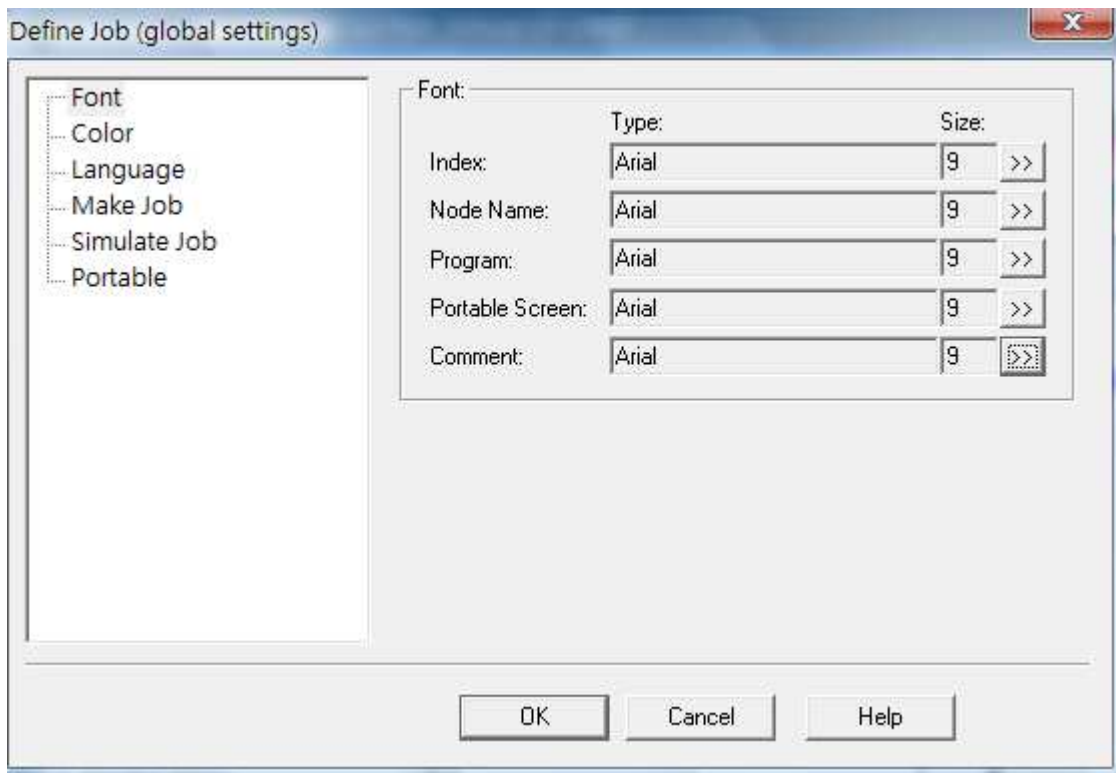 Define Job (global settings)
X
Font
Color
Language
Make Job
Simulate Job
Portable
Font:
Type: Size:
Index: Arial 9 >>
Node Name: Arial 9 >>
Program: Arial 9 >>
Portable Screen: Arial 9 >>
Comment: Arial 9 >>
OK Cancel Help